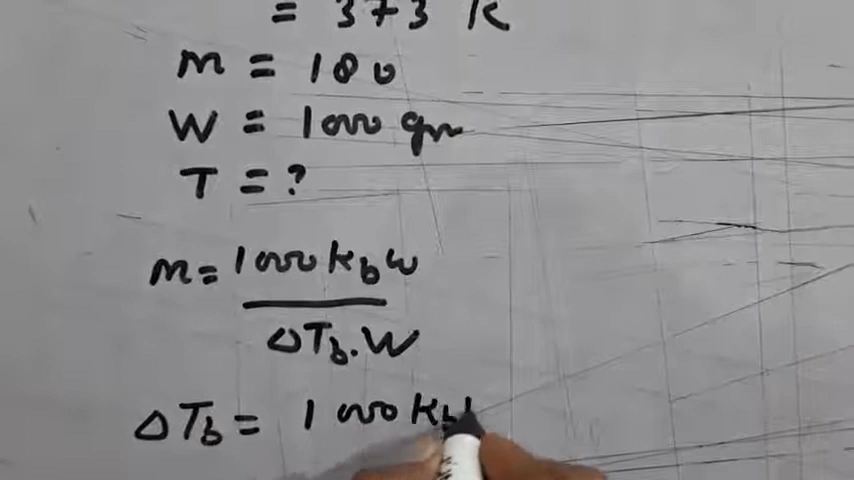 = 373 K
M = 180
W = 1000 gm
T = ?
M = 1000 Kb w
ΔTb . W
ΔTb = 1000 Kb